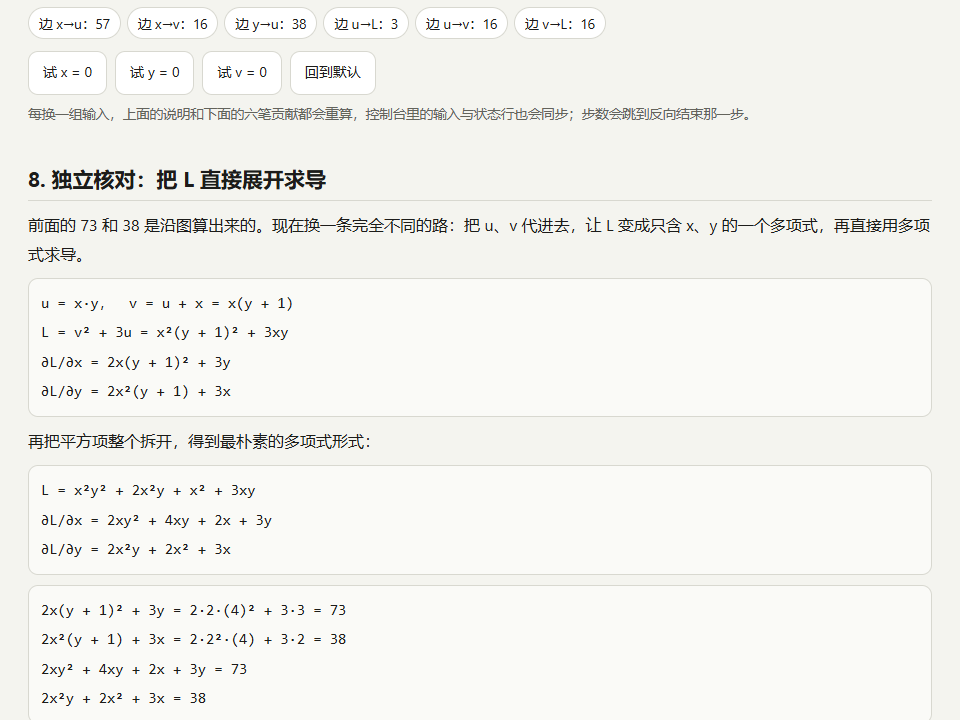 边 x→u：57 边 x→v：16 边 y→u：38 边 u→L：3 边 u→v：16 边 v→L：16
试 x = 0 试 y = 0 试 v = 0 回到默认
每换一组输入，上面的说明和下面的六笔贡献都会重算，控制台里的输入与状态行也会同步；步数会跳到反向结束那一步。
8. 独立核对：把 L 直接展开求导
前面的 73 和 38 是沿图算出来的。现在换一条完全不同的路：把 u、v 代进去，让 L 变成只含 x、y 的一个多项式，再直接用多项
式求导。
u = x·y,   v = u + x = x(y + 1)
L = v² + 3u = x²(y + 1)² + 3xy
∂L/∂x = 2x(y + 1)² + 3y
∂L/∂y = 2x²(y + 1) + 3x
再把平方项整个拆开，得到最朴素的多项式形式：
L = x²y² + 2x²y + x² + 3xy
∂L/∂x = 2xy² + 4xy + 2x + 3y
∂L/∂y = 2x²y + 2x² + 3x
2x(y + 1)² + 3y = 2·2·(4)² + 3·3 = 73
2x²(y + 1) + 3x = 2·2²·(4) + 3·2 = 38
2xy² + 4xy + 2x + 3y = 73
2x²y + 2x² + 3x = 38